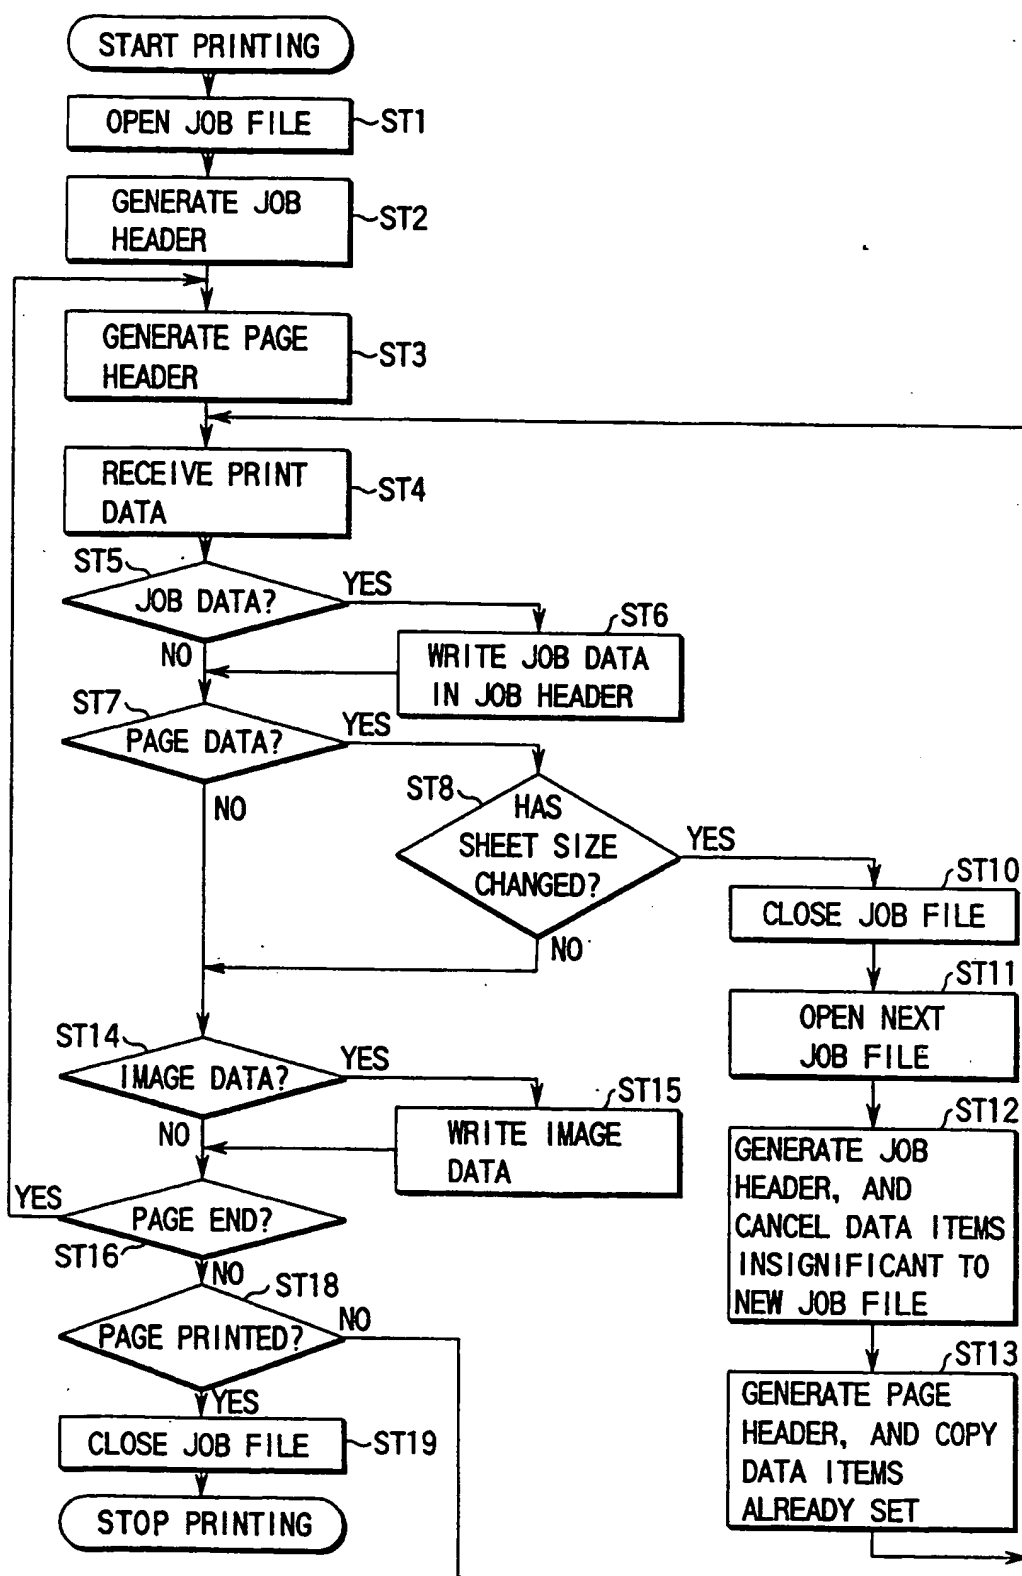 START PRINTING
OPEN JOB FILE
ST1
GENERATE JOB
HEADER
ST2
GENERATE PAGE
HEADER
ST3
RECEIVE PRINT
DATA
ST4
ST5
JOB DATA?
YES
NO
ST6
WRITE JOB DATA
IN JOB HEADER
ST7
PAGE DATA?
YES
NO
ST8
HAS
SHEET SIZE
CHANGED?
YES
NO
ST10
CLOSE JOB FILE
ST11
OPEN NEXT
JOB FILE
ST12
GENERATE JOB
HEADER, AND
CANCEL DATA ITEMS
INSIGNIFICANT TO
NEW JOB FILE
ST13
GENERATE PAGE
HEADER, AND COPY
DATA ITEMS
ALREADY SET
ST14
IMAGE DATA?
YES
NO
ST15
WRITE IMAGE
DATA
YES
PAGE END?
ST16
NO
ST18
PAGE PRINTED?
NO
YES
CLOSE JOB FILE
ST19
STOP PRINTING